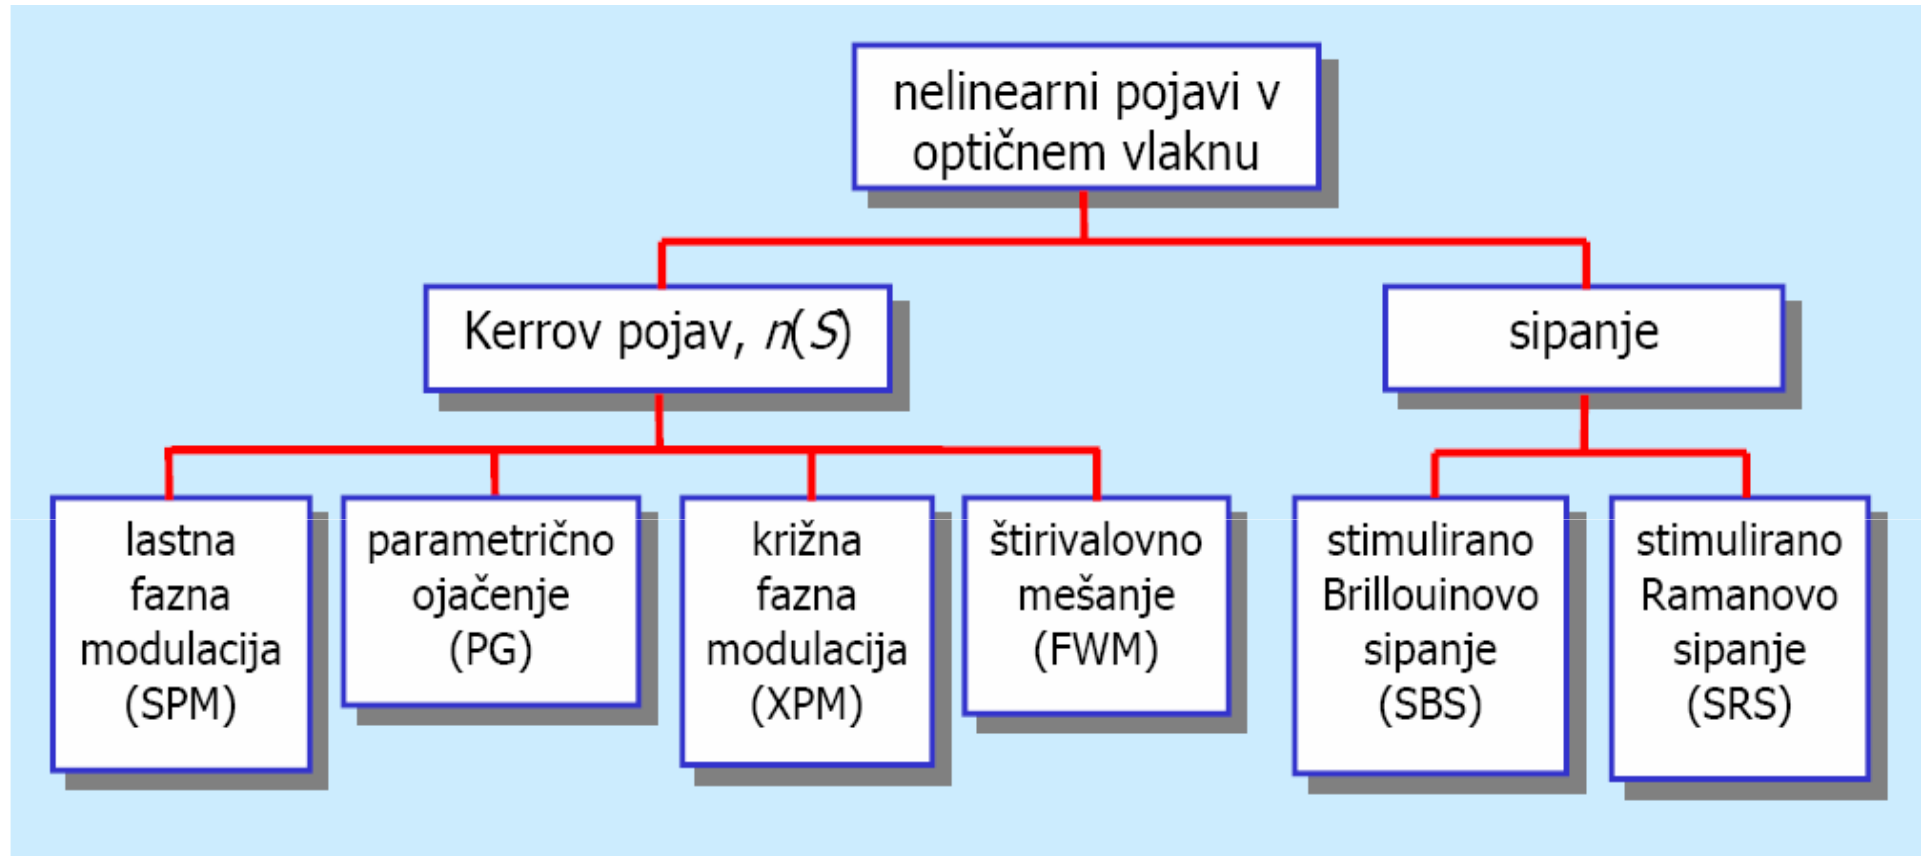 nelinearni pojavi v
optičnem vlaknu
Kerrov pojav, n(S)
sipanje
lastna
fazna
modulacija
(SPM)
parametrično
ojačenje
(PG)
križna
fazna
modulacija
(XPM)
štirivalovno
mešanje
(FWM)
stimulirano
Brillouinovo
sipanje
(SBS)
stimulirano
Ramanovo
sipanje
(SRS)